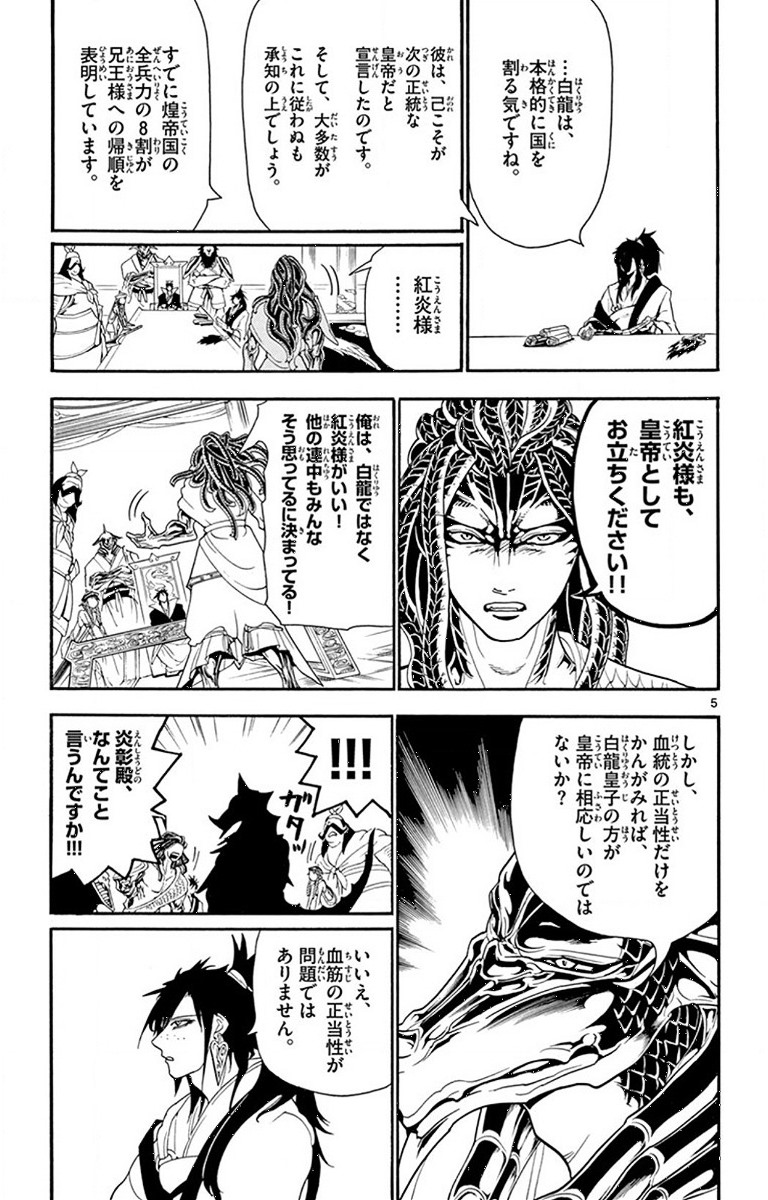 …白龍は、
本格的に国を
割る気ですね。
彼は、己こそが
次の正統な
皇帝だと
宣言したのです。
そして、大多数が
これに従わぬも
承知の上でしょう。
すでに煌帝国の
全兵力の8割が
兄王様への帰順を
表明しています。
紅炎様
………
紅炎様も、
皇帝として
お立ちください!!
俺は、白龍ではなく
紅炎様がいい!
他の連中もみんな
そう思ってるに決まってる!
5
しかし、
血統の正当性だけを
かんがみれば、
白龍皇子の方が
皇帝に相応しいのでは
ないか?
!!!
ガタッ
炎彰殿、
なんてこと
言うんですか!!!
いいえ、
血筋の正当性が
問題では
ありません。